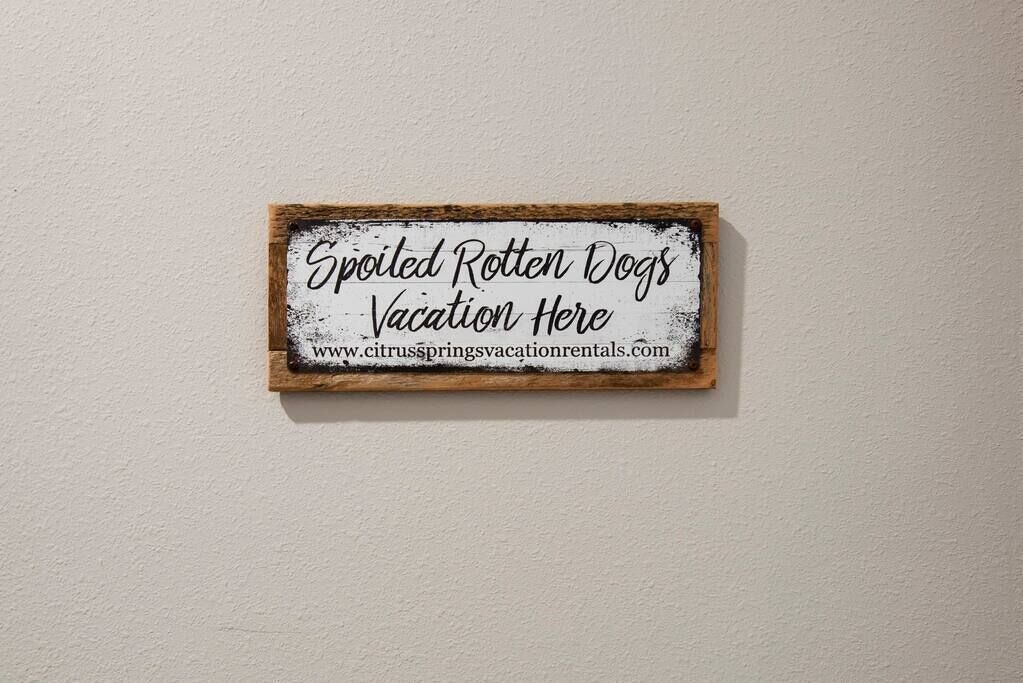 Spoiled Rotten Dogs
Vacation Here
www.citrusspringsvacationrentals.com